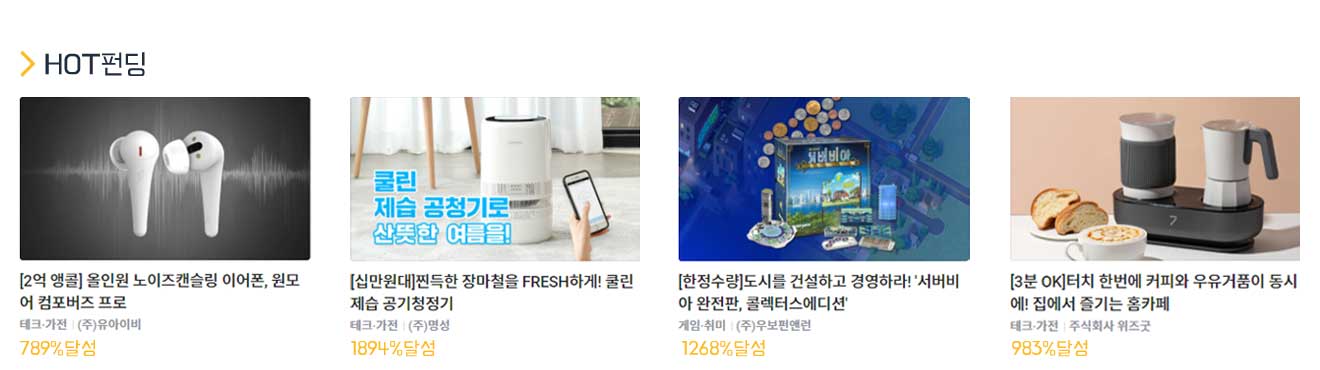 HOT펀딩
쿨린
제습 공청기로
산뜻한 여름을!
서버비아
7
[2억 앵콜] 올인원 노이즈캔슬링 이어폰, 원모
어 컴포버즈 프로
테크·가전 | (주)유아이비
789%달성
[십만원대]찐득한 장마철을 FRESH하게! 쿨린
제습 공기청정기
테크·가전 | (주)명성
1894%달성
[한정수량]도시를 건설하고 경영하라! '서버비
아 완전판, 콜렉터스에디션'
게임·취미 | (주)우보펀앤런
1268%달성
[3분 OK]터치 한번에 커피와 우유거품이 동시
에! 집에서 즐기는 홈카페
테크·가전 | 주식회사 위즈굿
983%달성